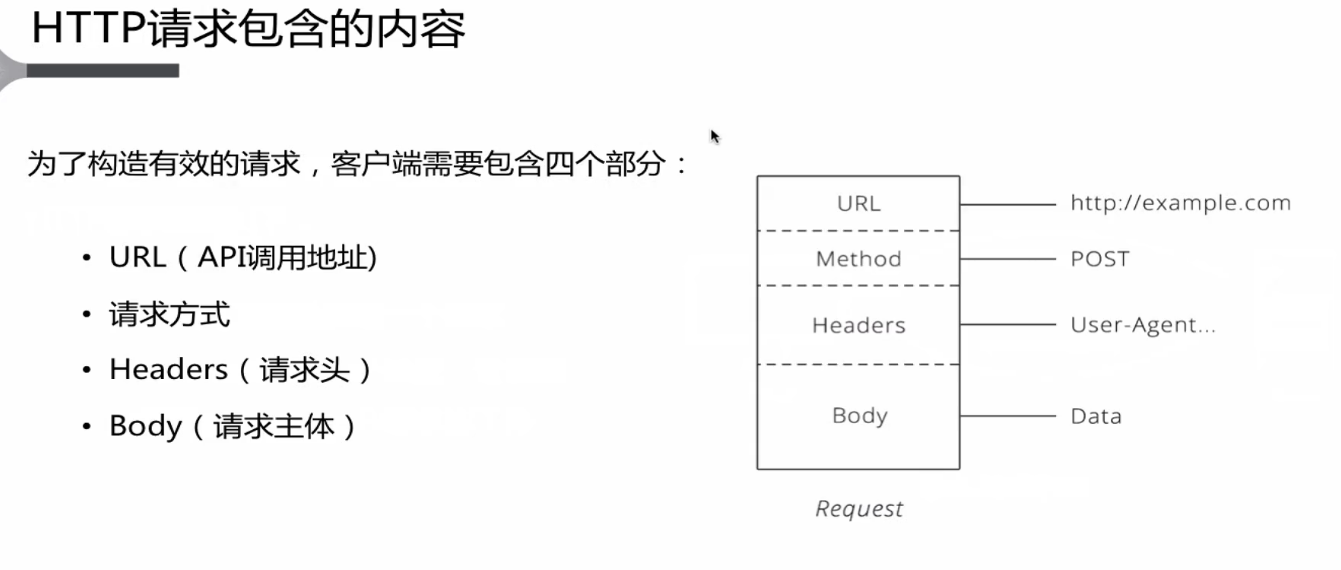 HTTP请求包含的内容
为了构造有效的请求，客户端需要包含四个部分：
• URL（API调用地址)
• 请求方式
• Headers（请求头）
• Body（请求主体）
URL
http://example.com
Method
POST
Headers
User-Agent...
Body
Data
Request